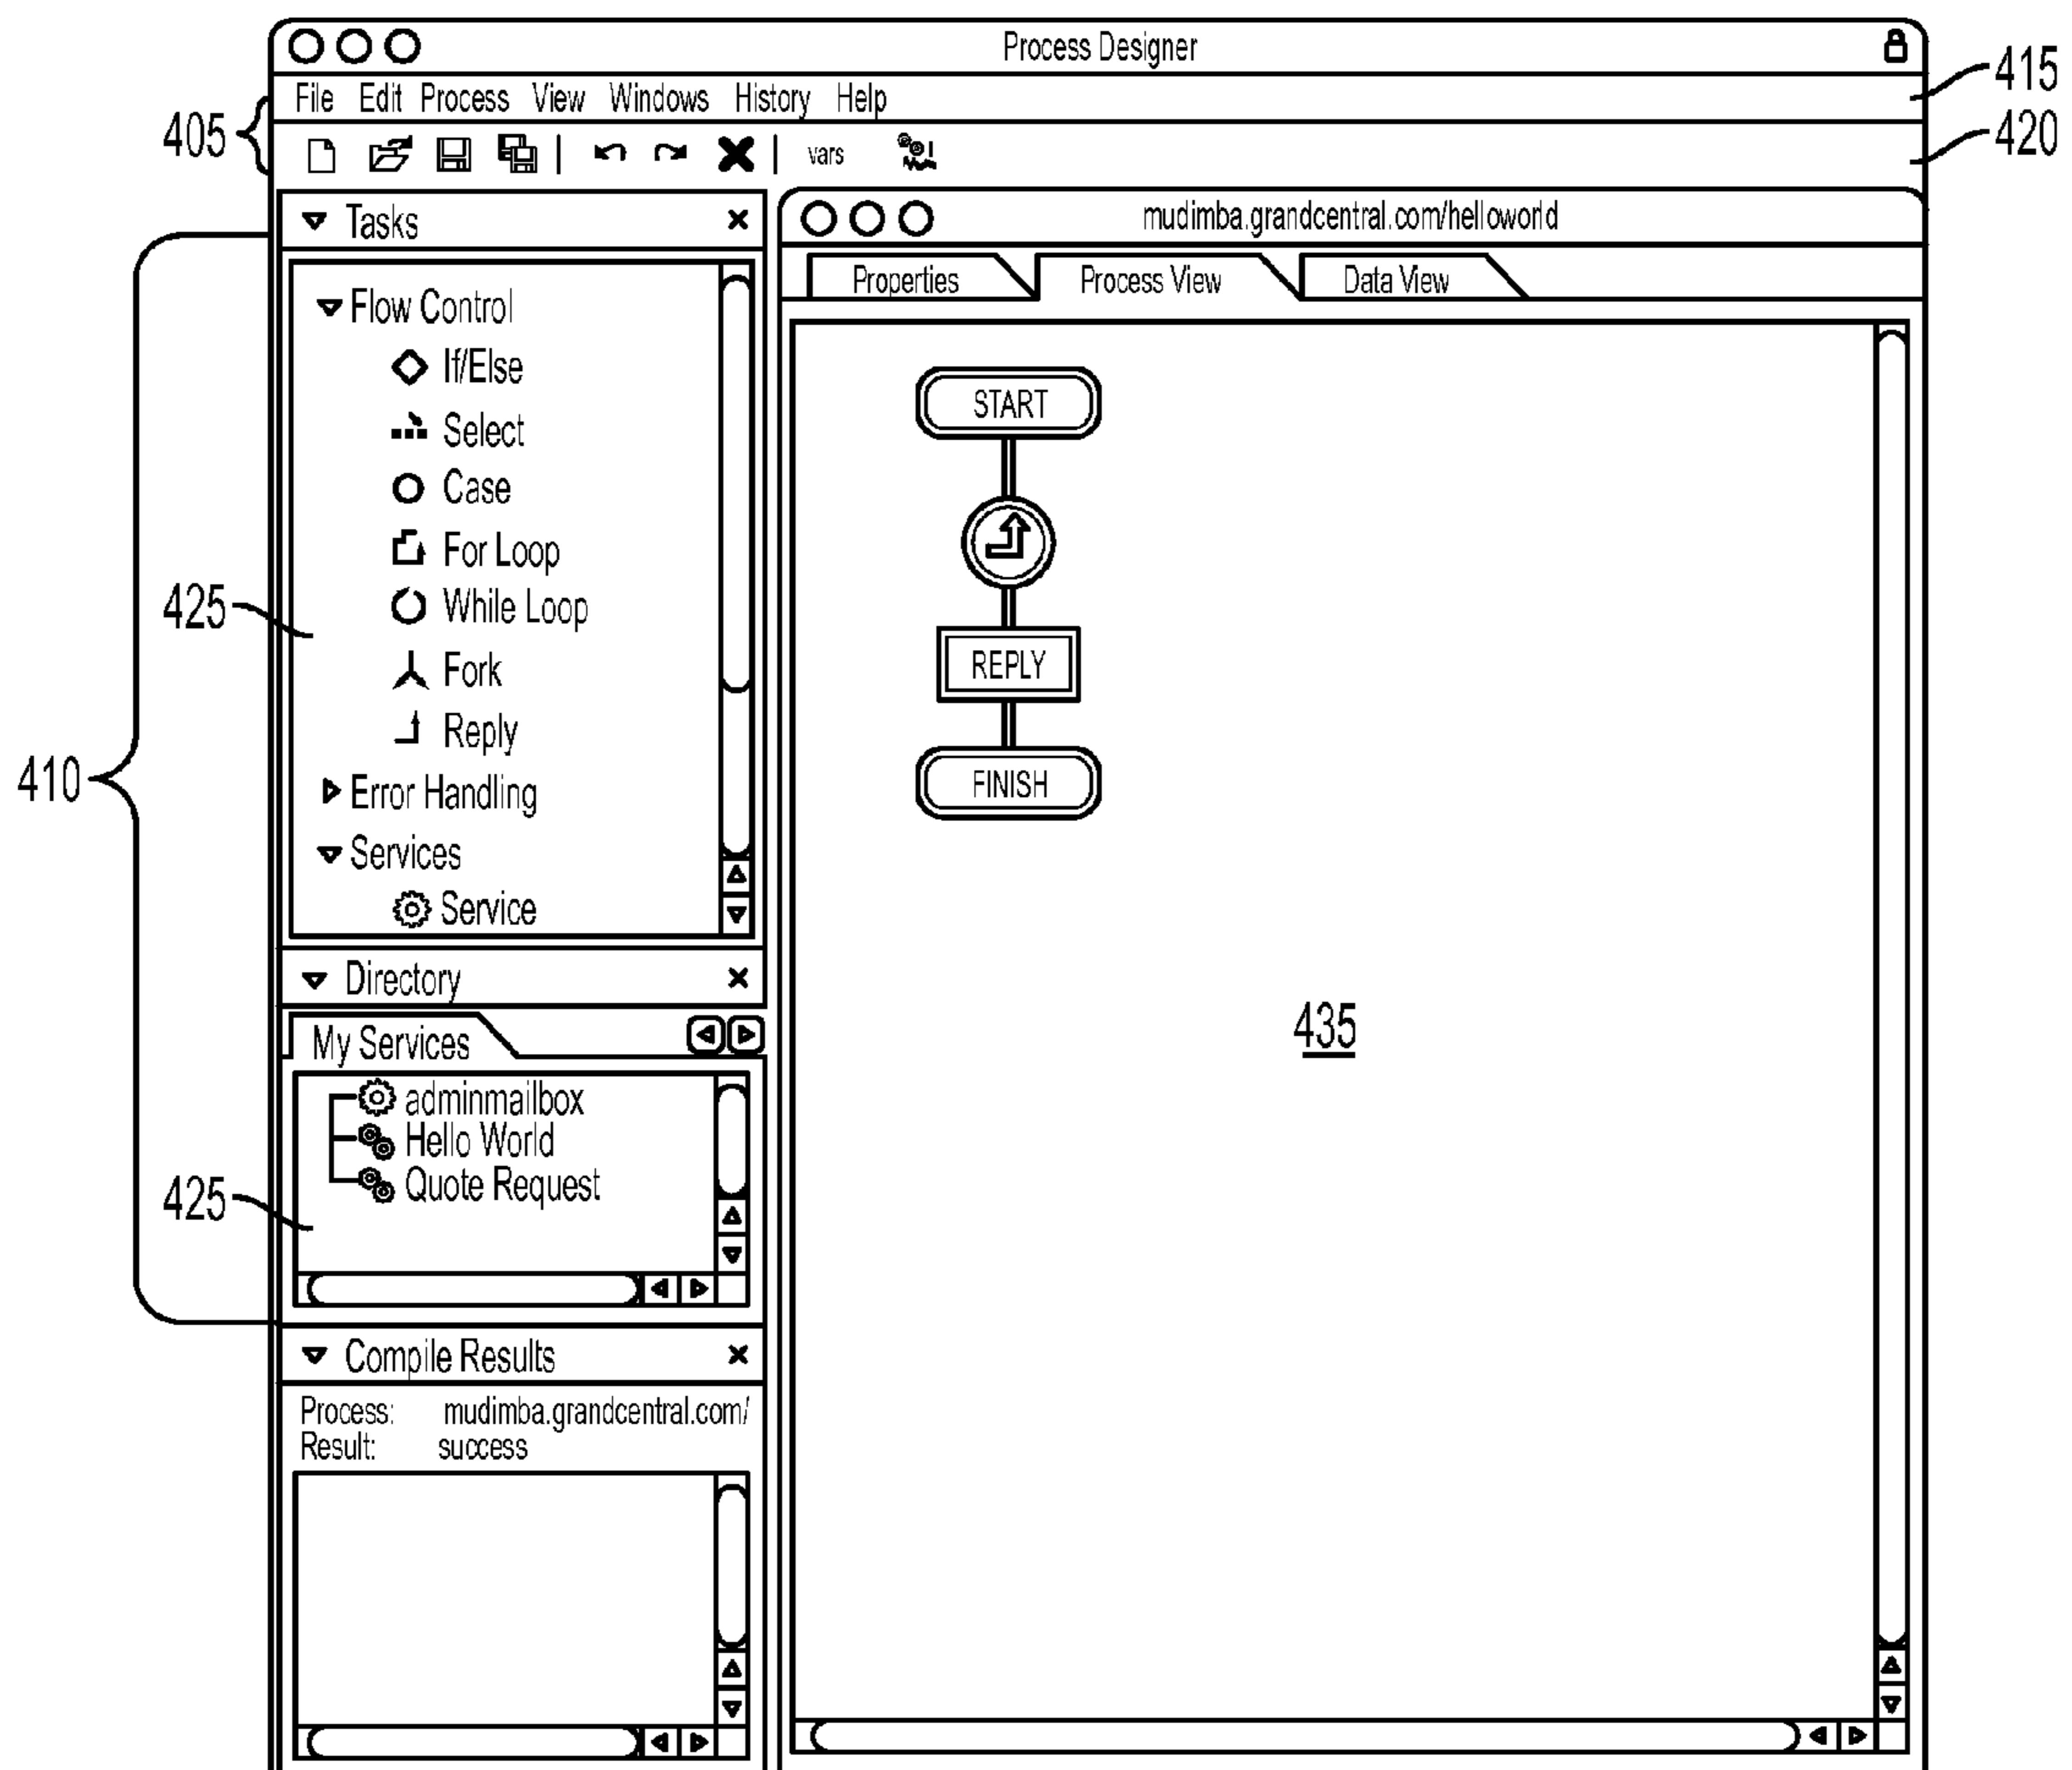 Process Designer
415
File Edit Process View Windows History Help
405
420
vars
Tasks
mudimba.grandcentral.com/helloworld
Properties Process View Data View
Flow Control
If/Else
Select
Case
For Loop
While Loop
Fork
Reply
Error Handling
Services
Service
425
410
START
REPLY
FINISH
435
Directory
My Services
adminmailbox
Hello World
Quote Request
425
Compile Results
Process: mudimba.grandcentral.com/
Result: success